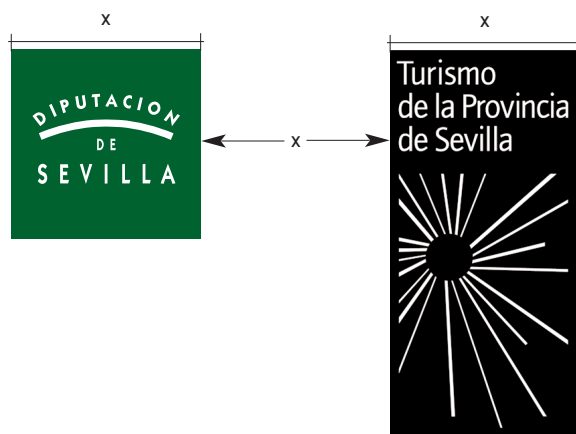 x
DIPUTACION
DE
SEVILLA
x
x
Turismo
de la Provincia
de Sevilla